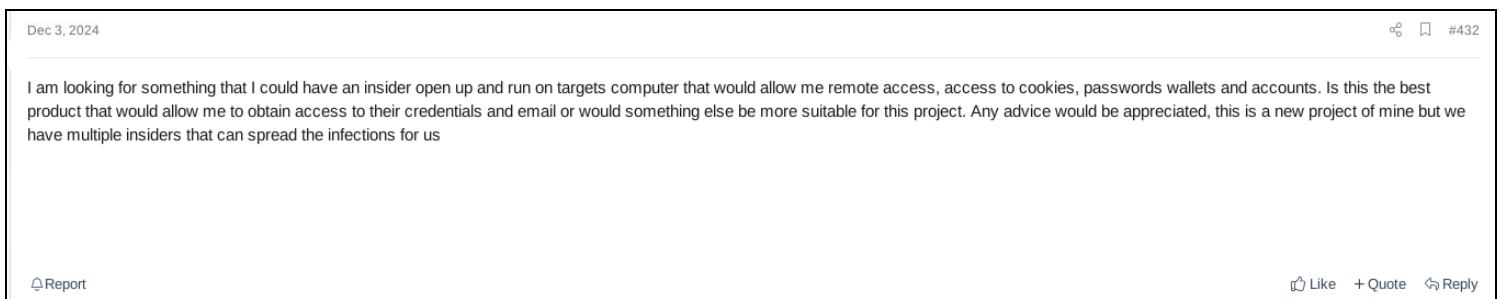 Dec 3, 2024
#432
I am looking for something that I could have an insider open up and run on targets computer that would allow me remote access, access to cookies, passwords wallets and accounts. Is this the best
product that would allow me to obtain access to their credentials and email or would something else be more suitable for this project. Any advice would be appreciated, this is a new project of mine but we
have multiple insiders that can spread the infections for us
Report
Like
+ Quote
Reply